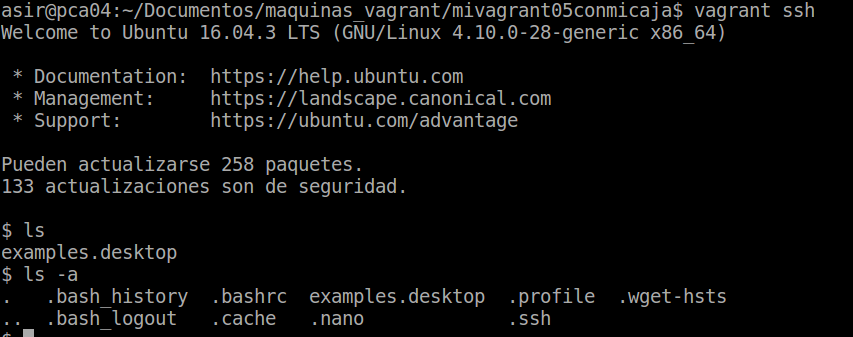 asir@pca04:~/Documentos/maquinas_vagrant/mivagrant05conmicaja$ vagrant ssh
Welcome to Ubuntu 16.04.3 LTS (GNU/Linux 4.10.0-28-generic x86_64)
* Documentation:  https://help.ubuntu.com
* Management:     https://landscape.canonical.com
* Support:        https://ubuntu.com/advantage
Pueden actualizarse 258 paquetes.
133 actualizaciones son de seguridad.
$ ls
examples.desktop
$ ls -a
.   .bash_history  .bashrc  examples.desktop  .profile  .wget-hsts
..  .bash_logout   .cache   .nano             .ssh
$